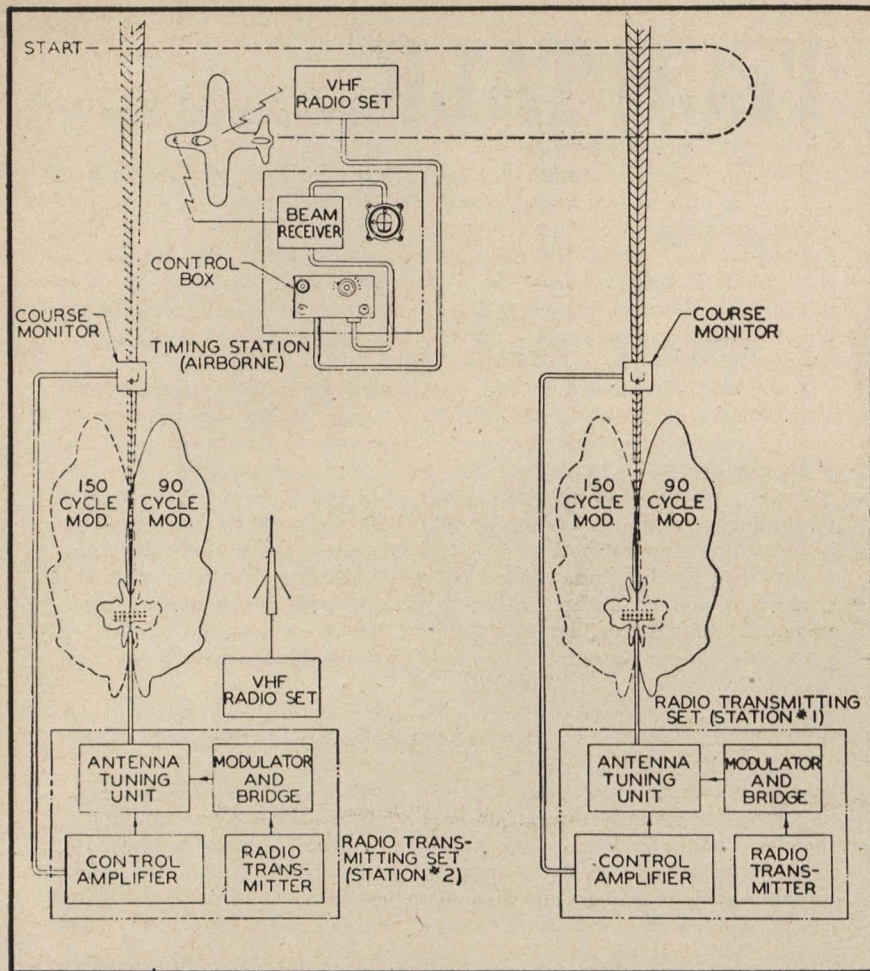 START
VHF
RADIO SET
BEAM
RECEIVER
CONTROL
BOX
COURSE
MONITOR
TIMING STATION
(AIRBORNE)
COURSE
MONITOR
150
CYCLE
MOD.
90
CYCLE
MOD.
150
CYCLE
MOD.
90
CYCLE
MOD.
VHF
RADIO SET
RADIO TRANSMITTING
SET (STATION #1)
ANTENNA
TUNING
UNIT
MODULATOR
AND
BRIDGE
CONTROL
AMPLIFIER
RADIO
TRANS-
MITTER
RADIO TRANS-
MITTING SET
(STATION #2)
ANTENNA
TUNING
UNIT
MODULATOR
AND
BRIDGE
CONTROL
AMPLIFIER
RADIO
TRANS-
MITTER